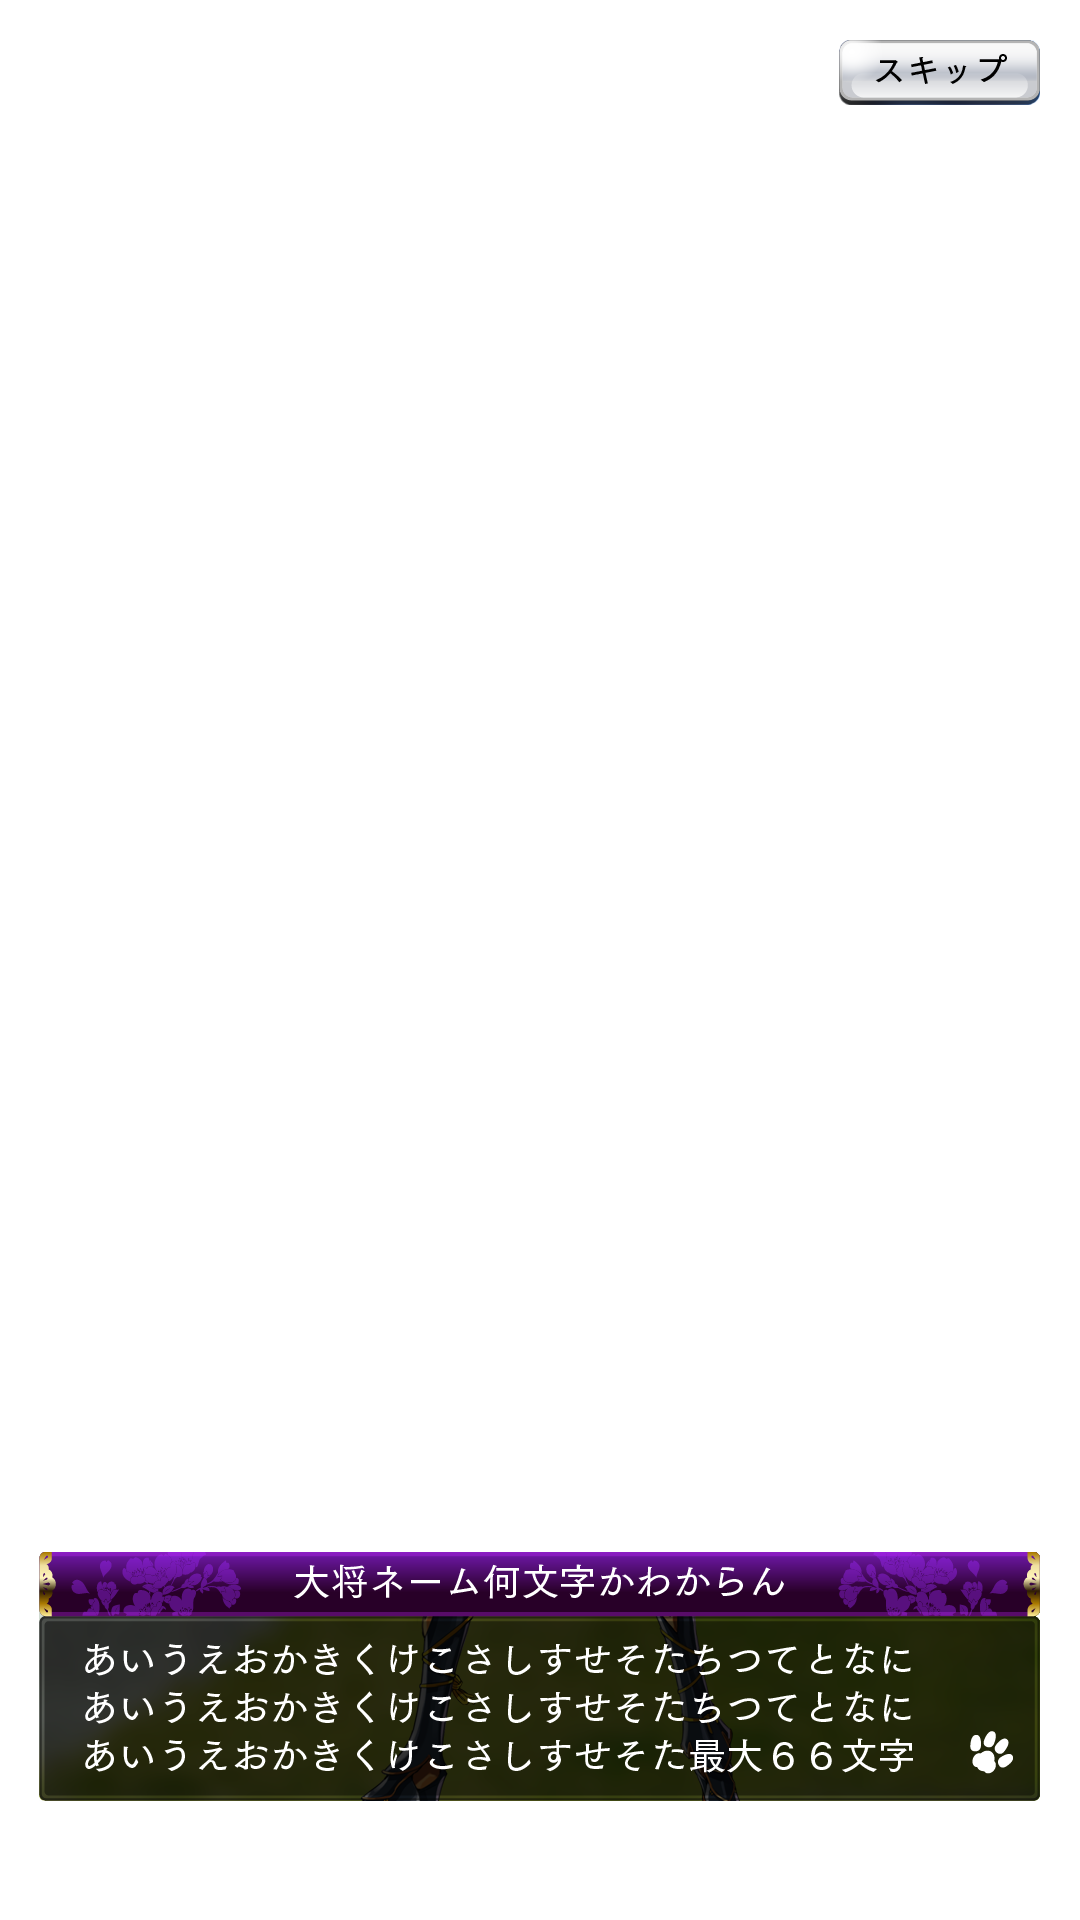 スキップ
大将ネーム何文字かわからん
あいうえおかきくけこさしすせそたちつてとなに
あいうえおかきくけこさしすせそたちつてとなに
あいうえおかきくけこさしすせそた最大６６文字